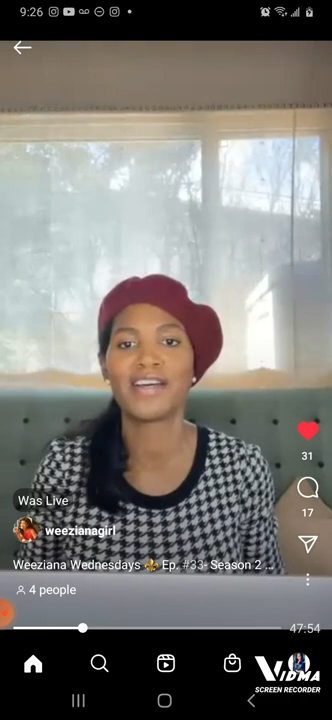 9:26
31
17
Was Live
weezianagirl
Weeziana Wednesdays ⚜ Ep. #33- Season 2 ...
4 people
47:54
VIDMA
SCREEN RECORDER